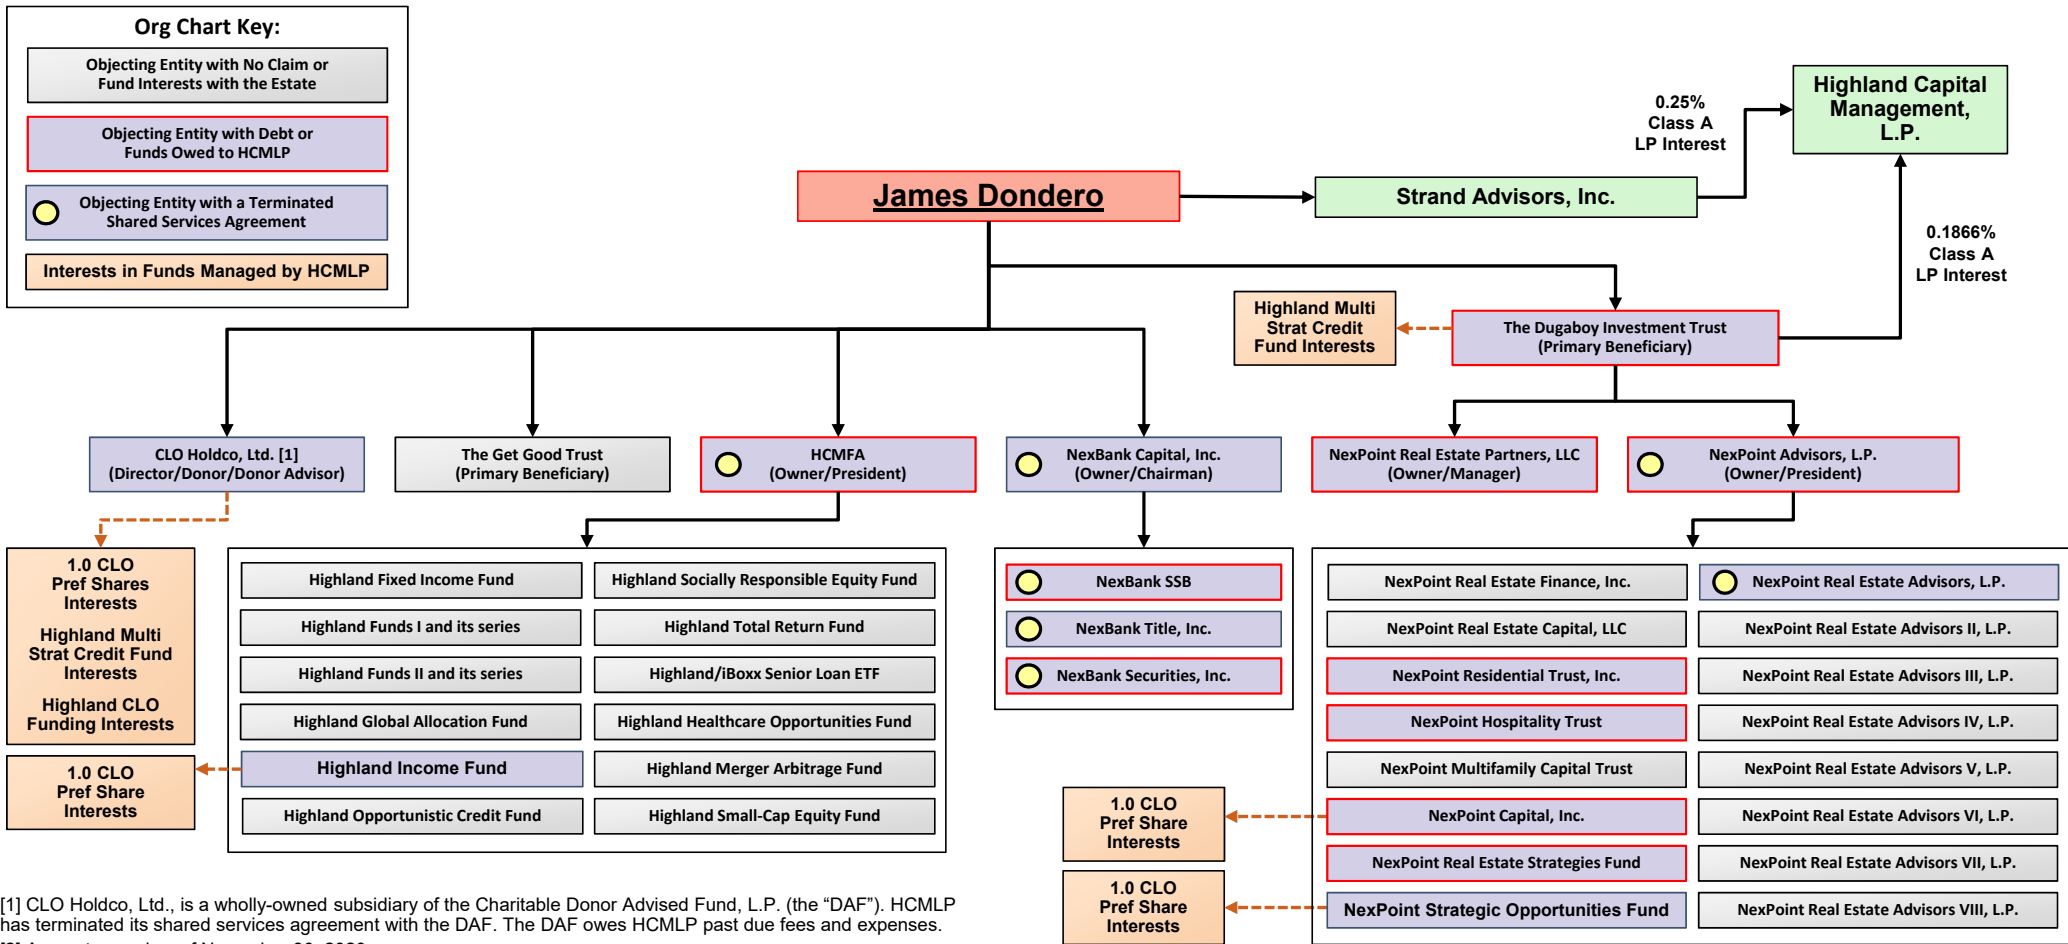 Org Chart Key:
Objecting Entity with No Claim or
Fund Interests with the Estate
Objecting Entity with Debt or
Funds Owed to HCMLP
Objecting Entity with a Terminated
Shared Services Agreement
Interests in Funds Managed by HCMLP
Highland Capital
Management,
L.P.
0.25%
Class A
LP Interest
James Dondero
Strand Advisors, Inc.
0.1866%
Class A
LP Interest
Highland Multi
Strat Credit
Fund Interests
The Dugaboy Investment Trust
(Primary Beneficiary)
CLO Holdco, Ltd. [1]
(Director/Donor/Donor Advisor)
The Get Good Trust
(Primary Beneficiary)
HCMFA
(Owner/President)
NexBank Capital, Inc.
(Owner/Chairman)
NexPoint Real Estate Partners, LLC
(Owner/Manager)
NexPoint Advisors, L.P.
(Owner/President)
1.0 CLO
Pref Shares
Interests
Highland Multi
Strat Credit Fund
Interests
Highland CLO
Funding Interests
1.0 CLO
Pref Share
Interests
Highland Fixed Income Fund
Highland Funds I and its series
Highland Funds II and its series
Highland Global Allocation Fund
Highland Income Fund
Highland Opportunistic Credit Fund
Highland Socially Responsible Equity Fund
Highland Total Return Fund
Highland/iBoxx Senior Loan ETF
Highland Healthcare Opportunities Fund
Highland Merger Arbitrage Fund
Highland Small-Cap Equity Fund
NexBank SSB
NexBank Title, Inc.
NexBank Securities, Inc.
1.0 CLO
Pref Share
Interests
1.0 CLO
Pref Share
Interests
NexPoint Real Estate Finance, Inc.
NexPoint Real Estate Capital, LLC
NexPoint Residential Trust, Inc.
NexPoint Hospitality Trust
NexPoint Multifamily Capital Trust
NexPoint Capital, Inc.
NexPoint Real Estate Strategies Fund
NexPoint Strategic Opportunities Fund
NexPoint Real Estate Advisors, L.P.
NexPoint Real Estate Advisors II, L.P.
NexPoint Real Estate Advisors III, L.P.
NexPoint Real Estate Advisors IV, L.P.
NexPoint Real Estate Advisors V, L.P.
NexPoint Real Estate Advisors VI, L.P.
NexPoint Real Estate Advisors VII, L.P.
NexPoint Real Estate Advisors VIII, L.P.
[1] CLO Holdco, Ltd., is a wholly-owned subsidiary of the Charitable Donor Advised Fund, L.P. (the “DAF”). HCMLP
has terminated its shared services agreement with the DAF. The DAF owes HCMLP past due fees and expenses.